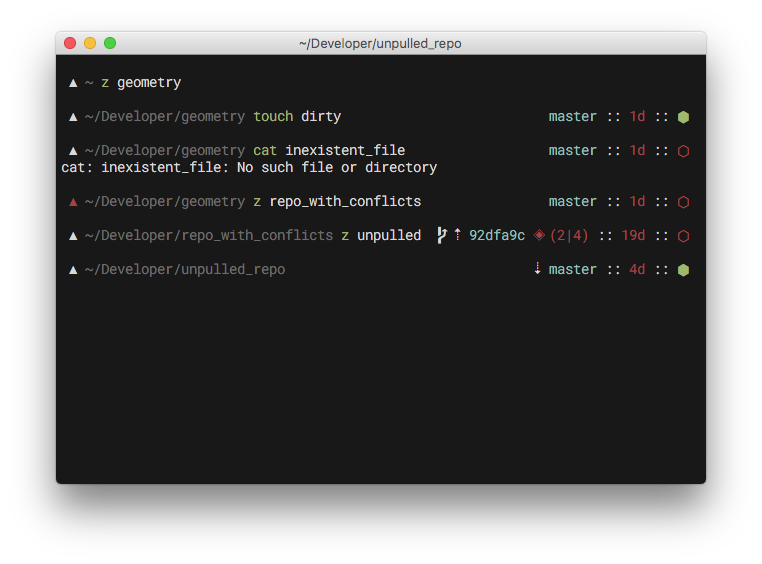 ~/Developer/unpulled_repo
▲ ~ z geometry
▲ ~/Developer/geometry touch dirty master :: 1d :: ⬢
▲ ~/Developer/geometry cat inexistent_file master :: 1d :: ⬡
cat: inexistent_file: No such file or directory
▲ ~/Developer/geometry z repo_with_conflicts master :: 1d :: ⬡
▲ ~/Developer/repo_with_conflicts z unpulled ⇡ 92dfa9c ◈ (2|4) :: 19d :: ⬡
▲ ~/Developer/unpulled_repo ⇣ master :: 4d :: ⬢